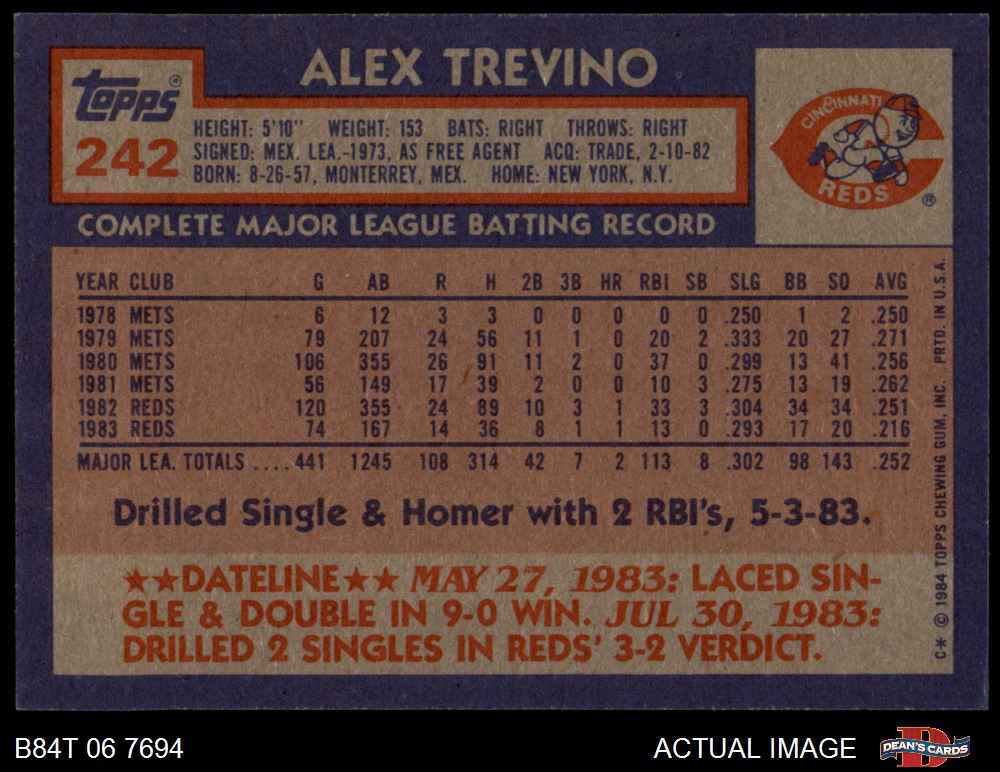 ALEX TREVINO
Topps®
242
HEIGHT: 5'10" WEIGHT: 153 BATS: RIGHT THROWS: RIGHT
SIGNED: MEX. LEA.-1973, AS FREE AGENT ACQ: TRADE, 2-10-82
BORN: 8-26-57, MONTERREY, MEX. HOME: NEW YORK, N.Y.
CINCINNATI
REDS
®
COMPLETE MAJOR LEAGUE BATTING RECORD
YEAR CLUB G AB R H 2B 3B HR RBI SB SLG BB SO AVG
1978 METS 6 12 3 3 0 0 0 0 0 .250 1 2 .250
1979 METS 79 207 24 56 11 1 0 20 2 .333 20 27 .271
1980 METS 106 355 26 91 11 2 0 37 0 .299 13 41 .256
1981 METS 56 149 17 39 2 0 0 10 3 .275 13 19 .262
1982 REDS 120 355 24 89 10 3 1 33 3 .304 34 34 .251
1983 REDS 74 167 14 36 8 1 1 13 0 .293 17 20 .216
MAJOR LEA. TOTALS ....441 1245 108 314 42 7 2 113 8 .302 98 143 .252
Drilled Single & Homer with 2 RBI's, 5-3-83.
★★DATELINE★★ MAY 27, 1983: LACED SIN-
GLE & DOUBLE IN 9-0 WIN. JUL 30, 1983:
DRILLED 2 SINGLES IN REDS' 3-2 VERDICT.
C* © 1984 TOPPS CHEWING GUM, INC. PRTD. IN U.S.A.
B84T 06 7694
ACTUAL IMAGE
DEAN'S CARDS